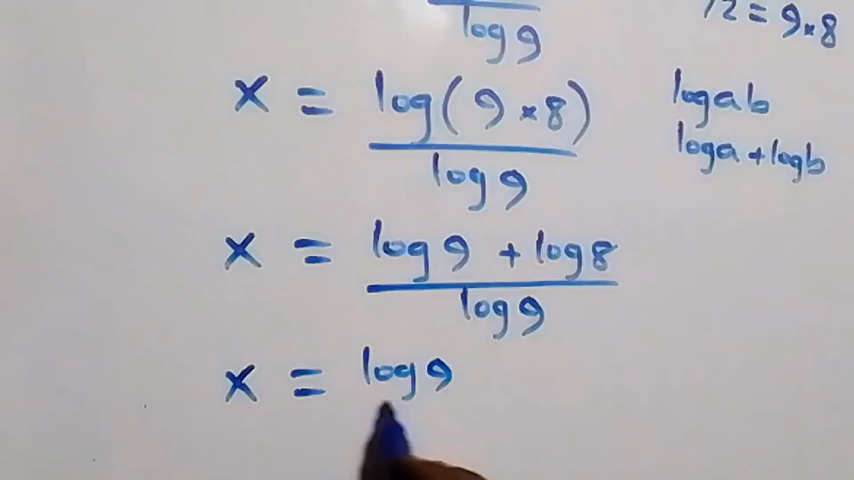 log 9
72 = 9 × 8
x = log(9 × 8)
log 9
log ab
log a + log b
x = log 9 + log 8
log 9
x = log 9